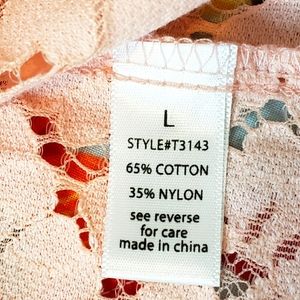 L
STYLE#T3143
65% COTTON
35% NYLON
see reverse
for care
made in china